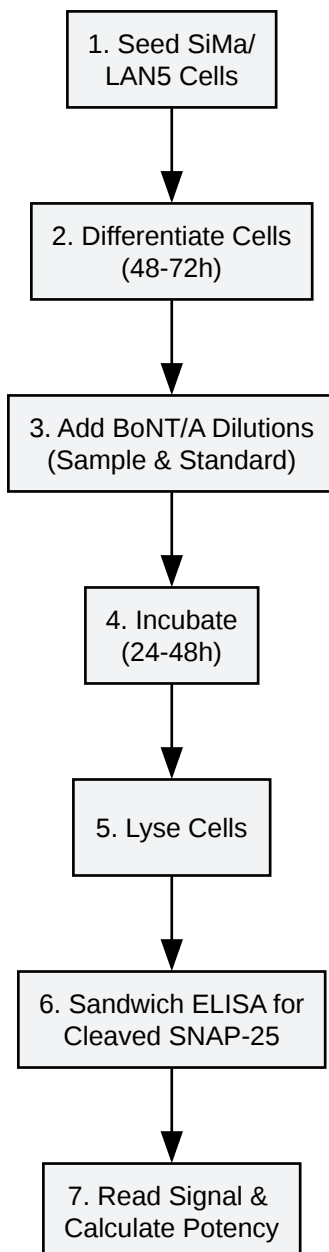 1. Seed SiMa/
LAN5 Cells
2. Differentiate Cells
(48-72h)
3. Add BoNT/A Dilutions
(Sample & Standard)
4. Incubate
(24-48h)
5. Lyse Cells
6. Sandwich ELISA for
Cleaved SNAP-25
7. Read Signal &
Calculate Potency